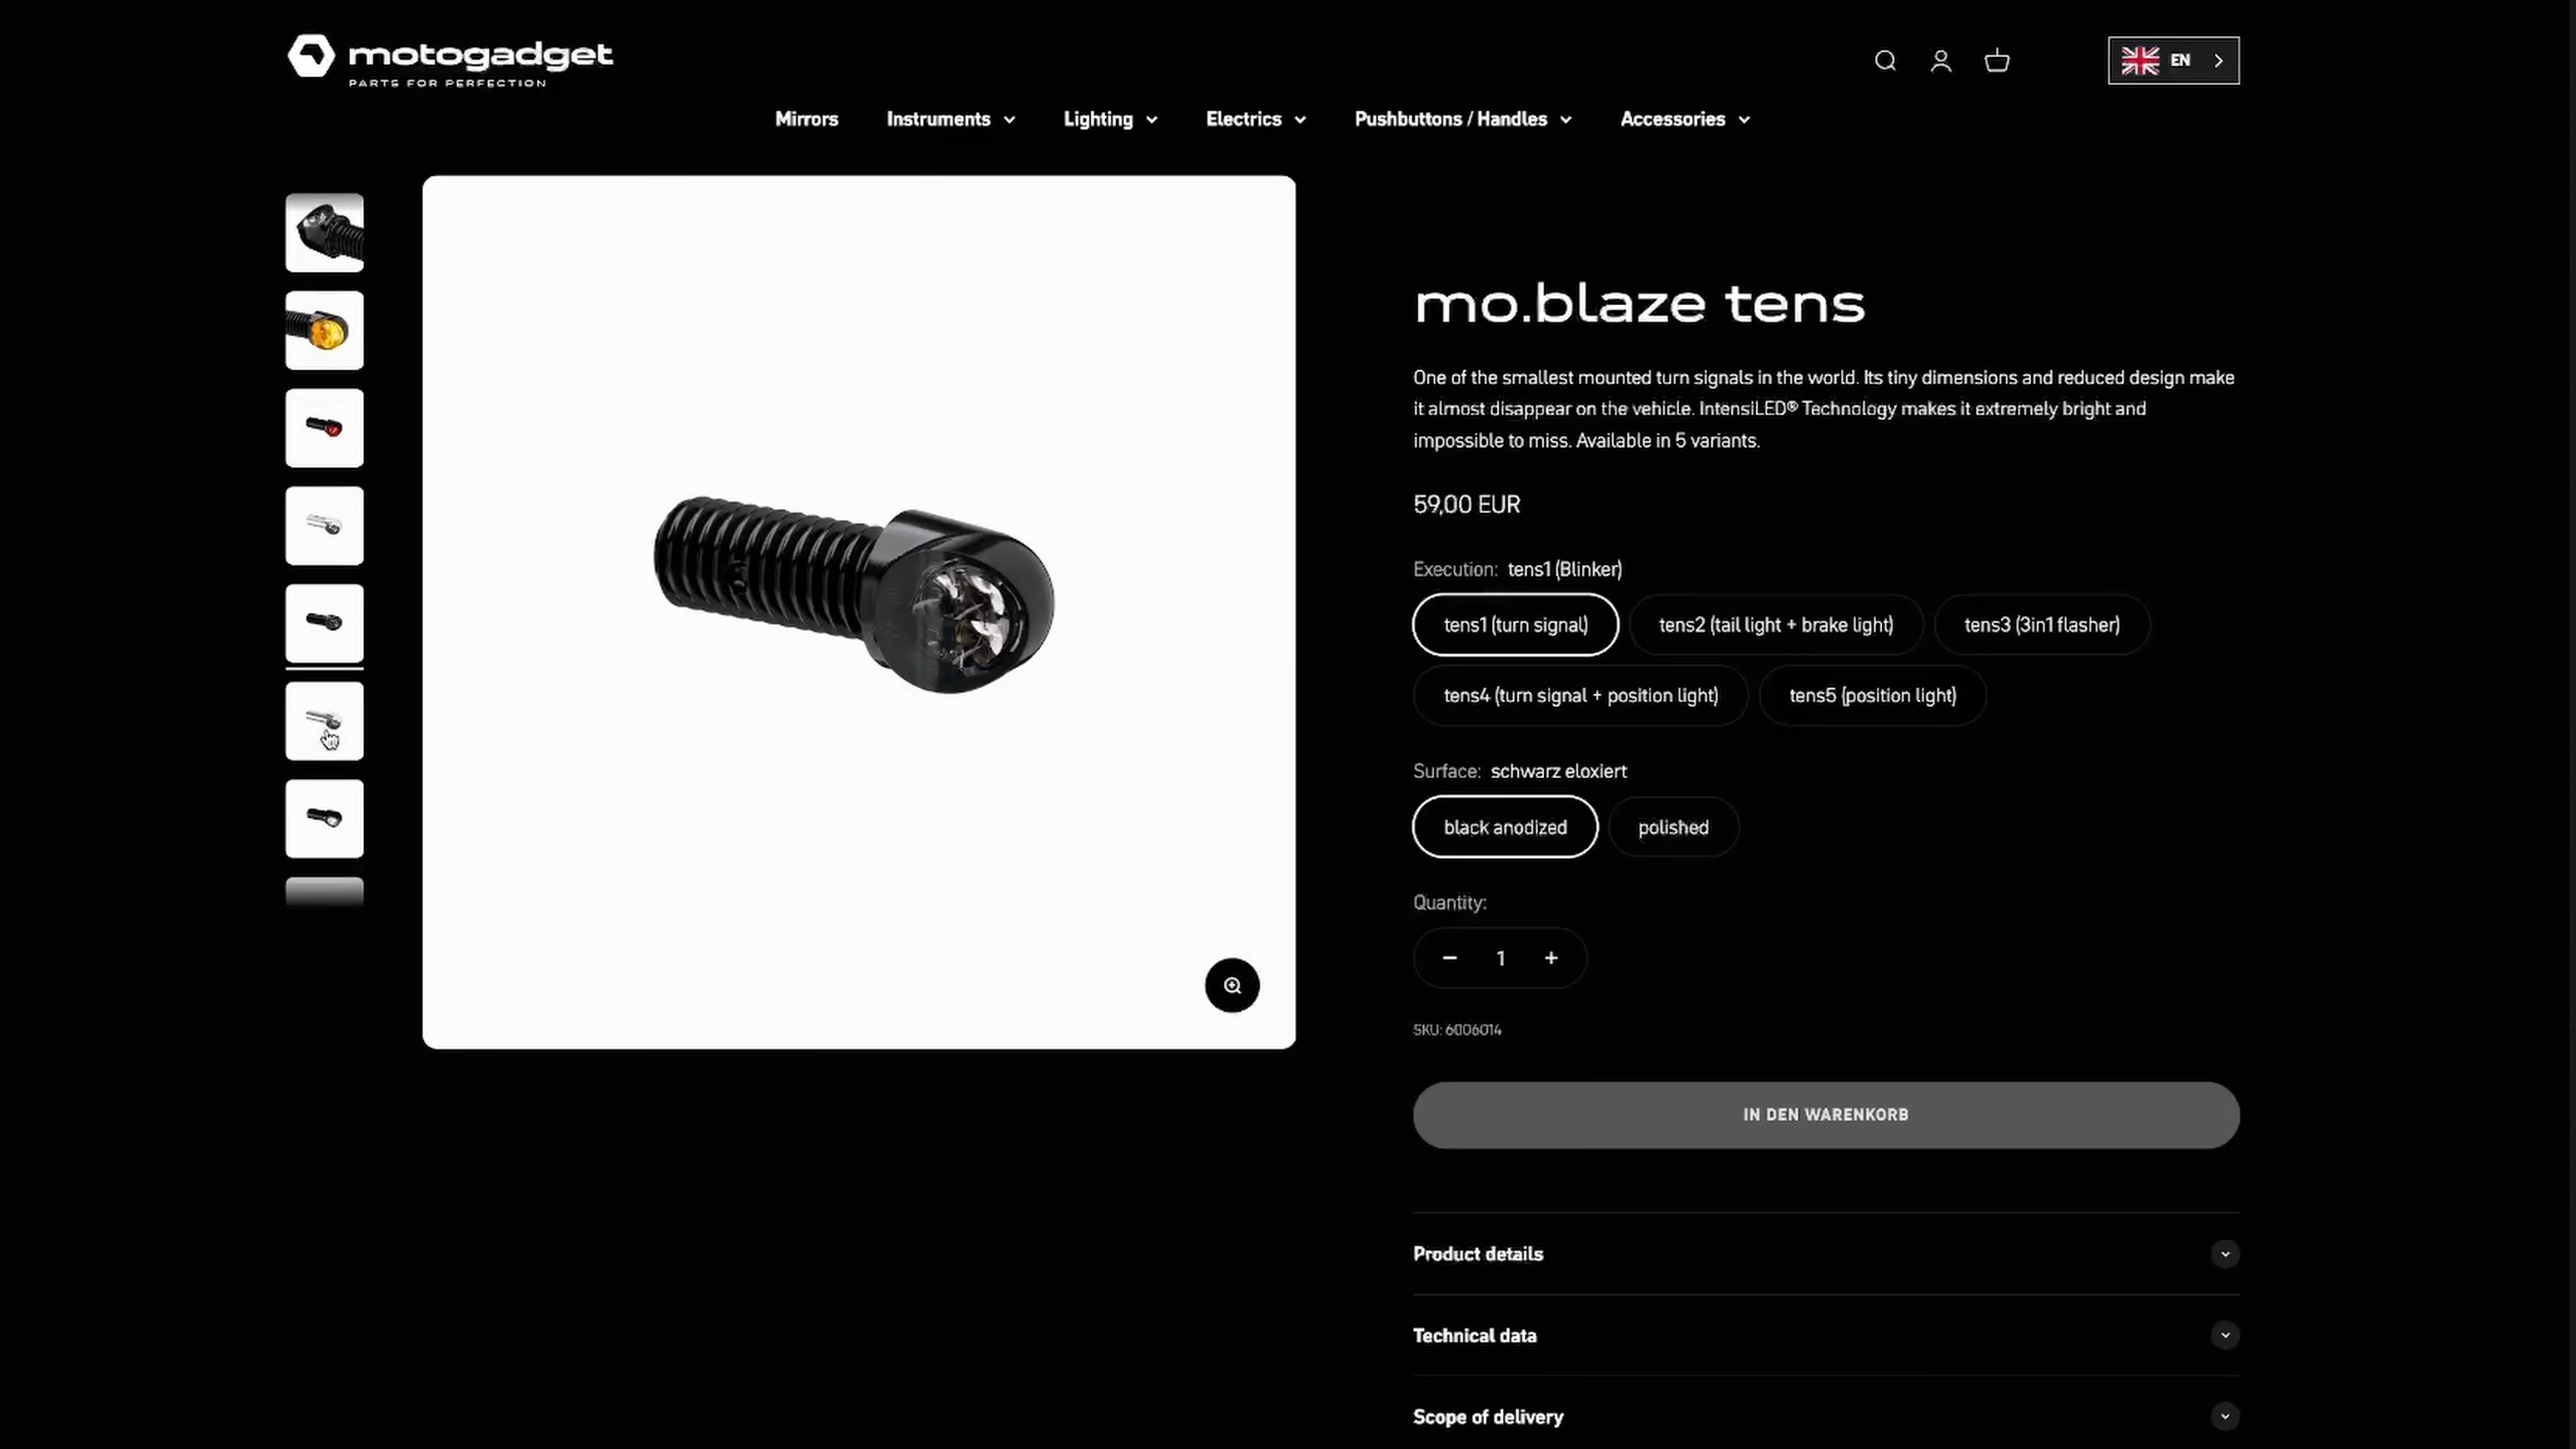 motogadget
PARTS FOR PERFECTION
EN
Mirrors
Instruments
Lighting
Electrics
Pushbuttons / Handles
Accessories
mo.blaze tens
One of the smallest mounted turn signals in the world. Its tiny dimensions and reduced design make
it almost disappear on the vehicle. IntensiLED® Technology makes it extremely bright and
impossible to miss. Available in 5 variants.
59,00 EUR
Execution: tens1 (Blinker)
tens1 (turn signal)
tens2 (tail light + brake light)
tens3 (3in1 flasher)
tens4 (turn signal + position light)
tens5 (position light)
Surface: schwarz eloxiert
black anodized
polished
Quantity:
1
SKU: 6006014
IN DEN WARENKORB
Product details
Technical data
Scope of delivery